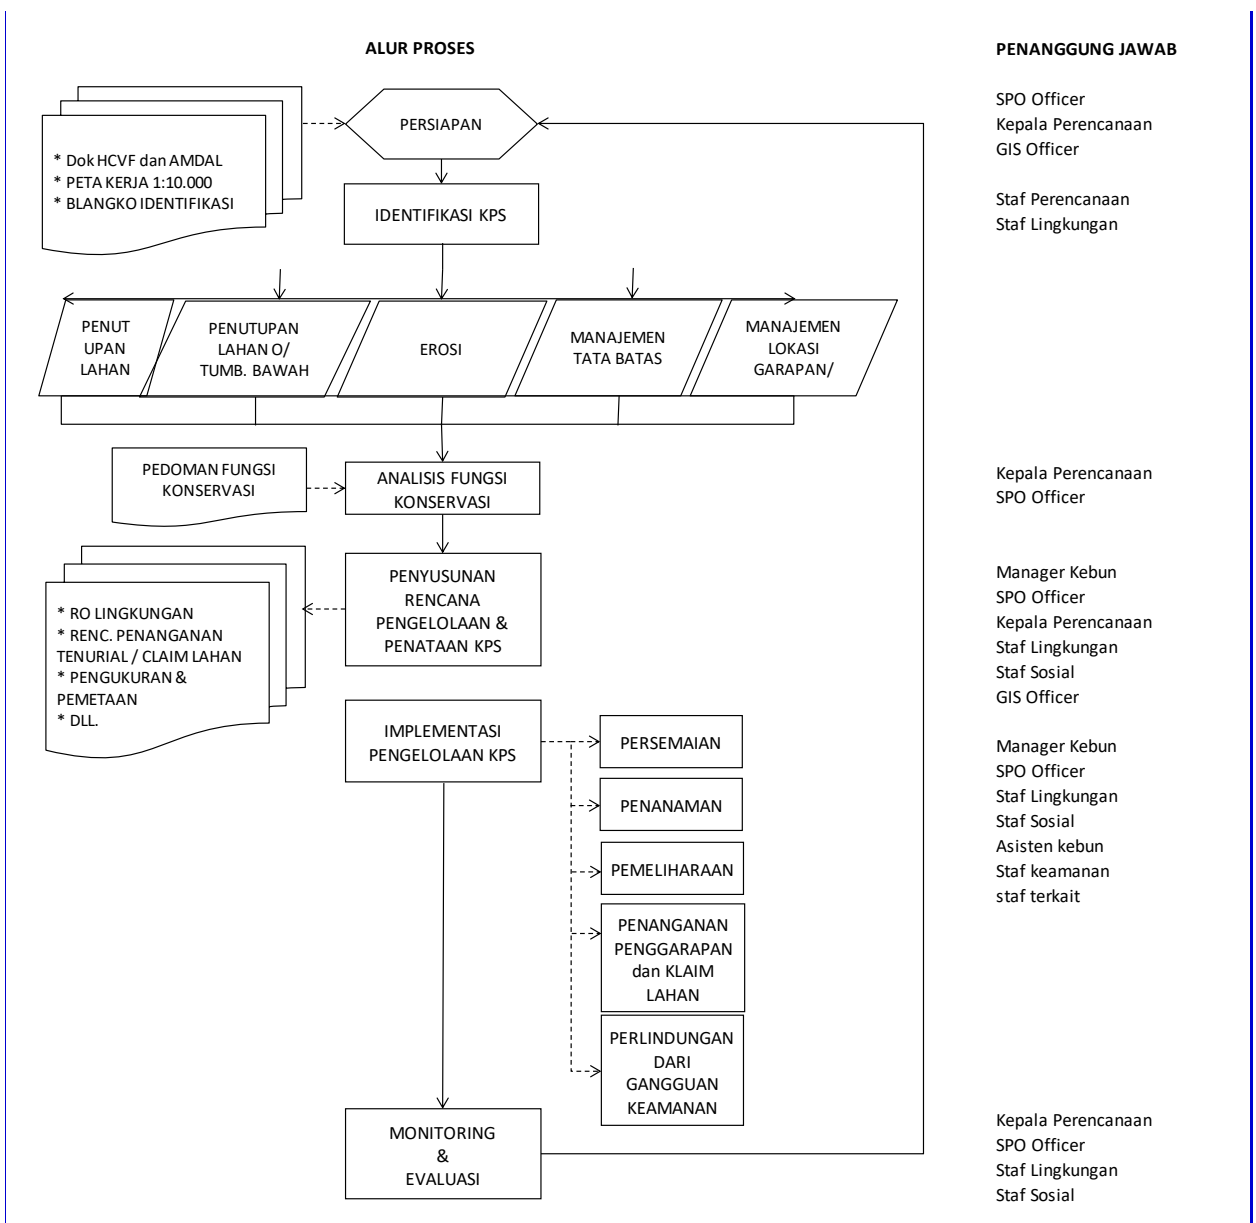 ALUR PROSES
PENANGGUNG JAWAB
* Dok HCVF dan AMDAL
* PETA KERJA 1:10.000
* BLANGKO IDENTIFIKASI
PERSIAPAN
SPO Officer
Kepala Perencanaan
GIS Officer
IDENTIFIKASI KPS
Staf Perencanaan
Staf Lingkungan
PENUT
UPAN
LAHAN
PENUTUPAN
LAHAN O/
TUMB. BAWAH
EROSI
MANAJEMEN
TATA BATAS
MANAJEMEN
LOKASI
GARAPAN/
PEDOMAN FUNGSI
KONSERVASI
ANALISIS FUNGSI
KONSERVASI
Kepala Perencanaan
SPO Officer
* RO LINGKUNGAN
* RENC. PENANGANAN
TENURIAL / CLAIM LAHAN
* PENGUKURAN &
PEMETAAN
* DLL.
PENYUSUNAN
RENCANA
PENGELOLAAN &
PENATAAN KPS
Manager Kebun
SPO Officer
Kepala Perencanaan
Staf Lingkungan
Staf Sosial
GIS Officer
IMPLEMENTASI
PENGELOLAAN KPS
PERSEMAIAN
PENANAMAN
PEMELIHARAAN
PENANGANAN
PENGGARAPAN
dan KLAIM
LAHAN
PERLINDUNGAN
DARI
GANGGUAN
KEAMANAN
Manager Kebun
SPO Officer
Staf Lingkungan
Staf Sosial
Asisten kebun
Staf keamanan
staf terkait
MONITORING
&
EVALUASI
Kepala Perencanaan
SPO Officer
Staf Lingkungan
Staf Sosial